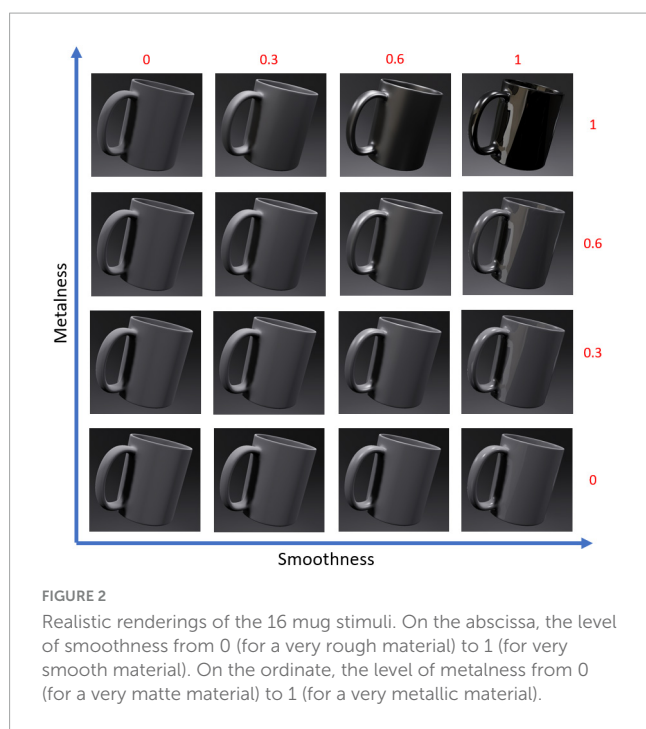 0 0.3 0.6 1
1
0.6
Metalness
0.3
0
Smoothness
FIGURE 2
Realistic renderings of the 16 mug stimuli. On the abscissa, the level
of smoothness from 0 (for a very rough material) to 1 (for very
smooth material). On the ordinate, the level of metalness from 0
(for a very matte material) to 1 (for a very metallic material).